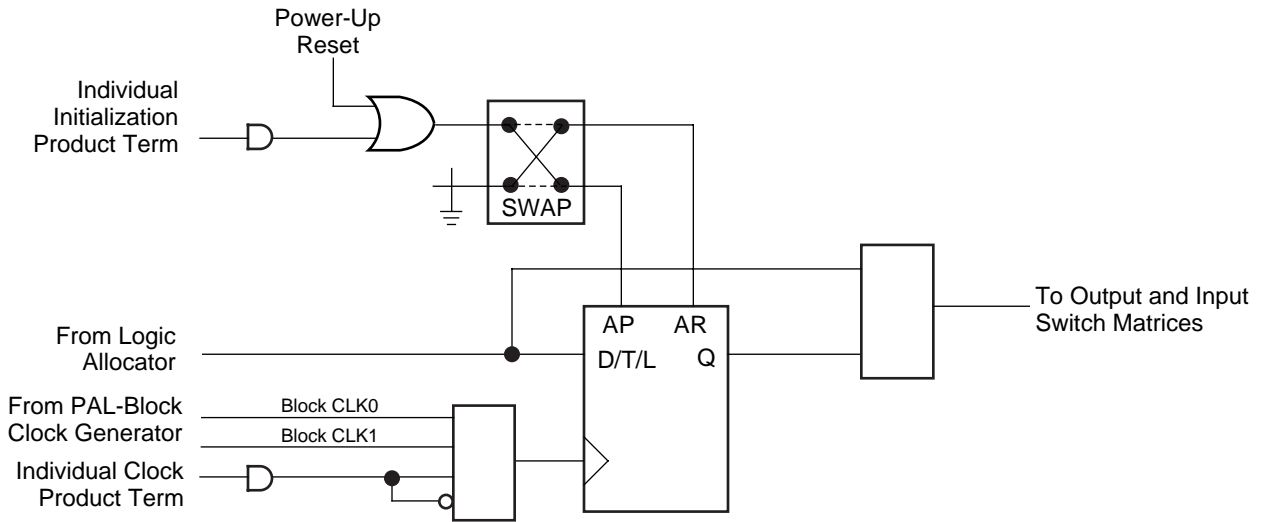 Power-Up
Reset
Individual
Initialization
Product Term
SWAP
To Output and Input
Switch Matrices
AP
AR
From Logic
Allocator
D/T/L
Q
From PAL-Block
Clock Generator
Block CLK0
Block CLK1
Individual Clock
Product Term